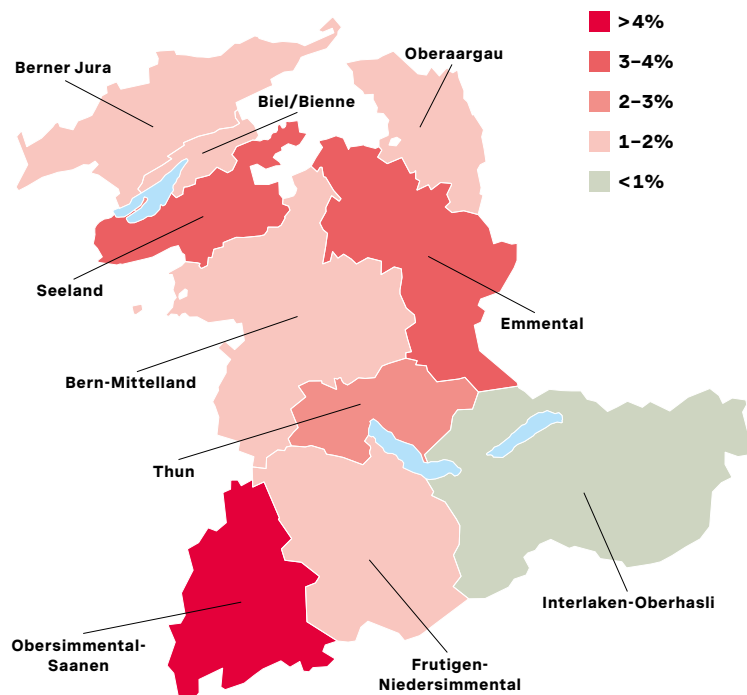 >4%
3–4%
2–3%
1–2%
<1%
Berner Jura
Oberaargau
Biel/Bienne
Seeland
Emmental
Bern-Mittelland
Thun
Interlaken-Oberhasli
Obersimmental-
Saanen
Frutigen-
Niedersimmental